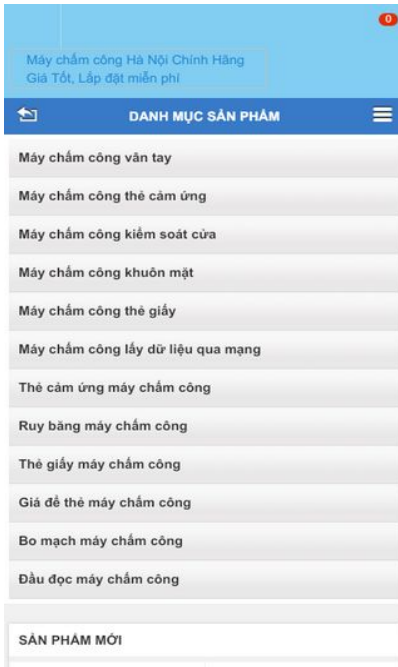 0
Máy chấm công Hà Nội Chính Hãng
Giá Tốt, Lắp đặt miễn phí
DANH MỤC SẢN PHẨM
Máy chấm công vân tay
Máy chấm công thẻ cảm ứng
Máy chấm công kiểm soát cửa
Máy chấm công khuôn mặt
Máy chấm công thẻ giấy
Máy chấm công lấy dữ liệu qua mạng
Thẻ cảm ứng máy chấm công
Ruy băng máy chấm công
Thẻ giấy máy chấm công
Giá để thẻ máy chấm công
Bo mạch máy chấm công
Đầu đọc máy chấm công
SẢN PHẨM MỚI